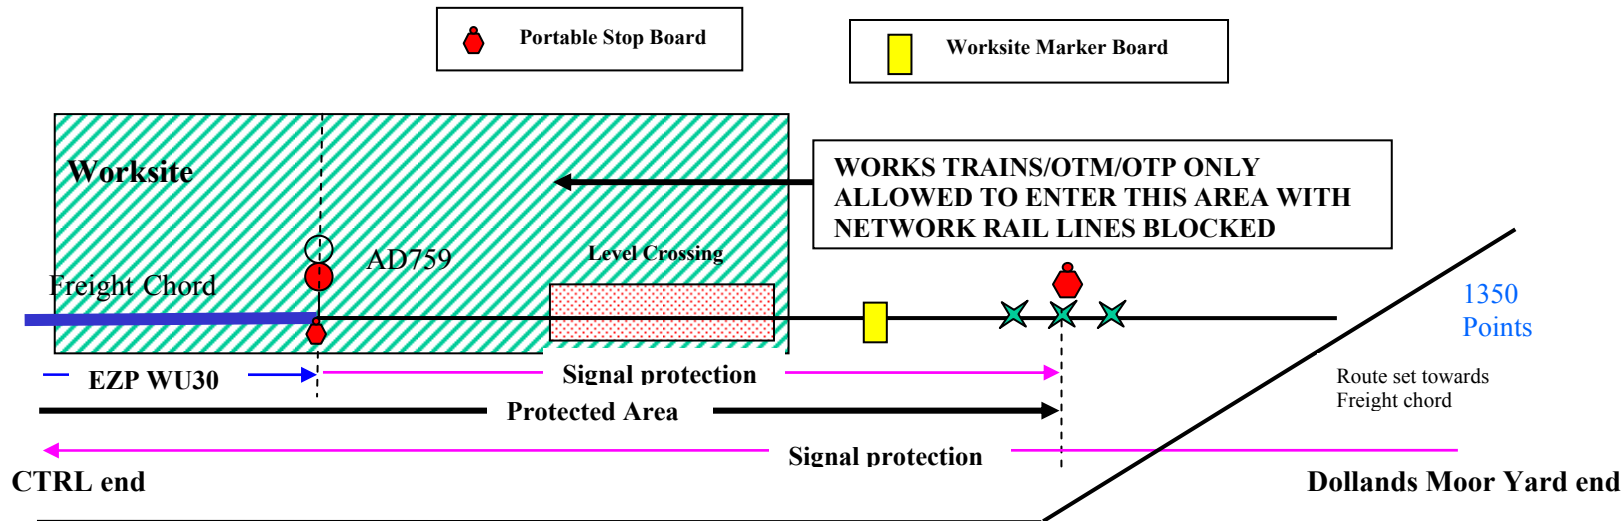 Portable Stop Board
Worksite Marker Board
Worksite
WORKS TRAINS/OTM/OTP ONLY
ALLOWED TO ENTER THIS AREA WITH
NETWORK RAIL LINES BLOCKED
AD759
Level Crossing
Freight Chord
1350
Points
EZP WU30
Signal protection
Route set towards
Freight chord
Protected Area
Signal protection
CTRL end
Dollands Moor Yard end